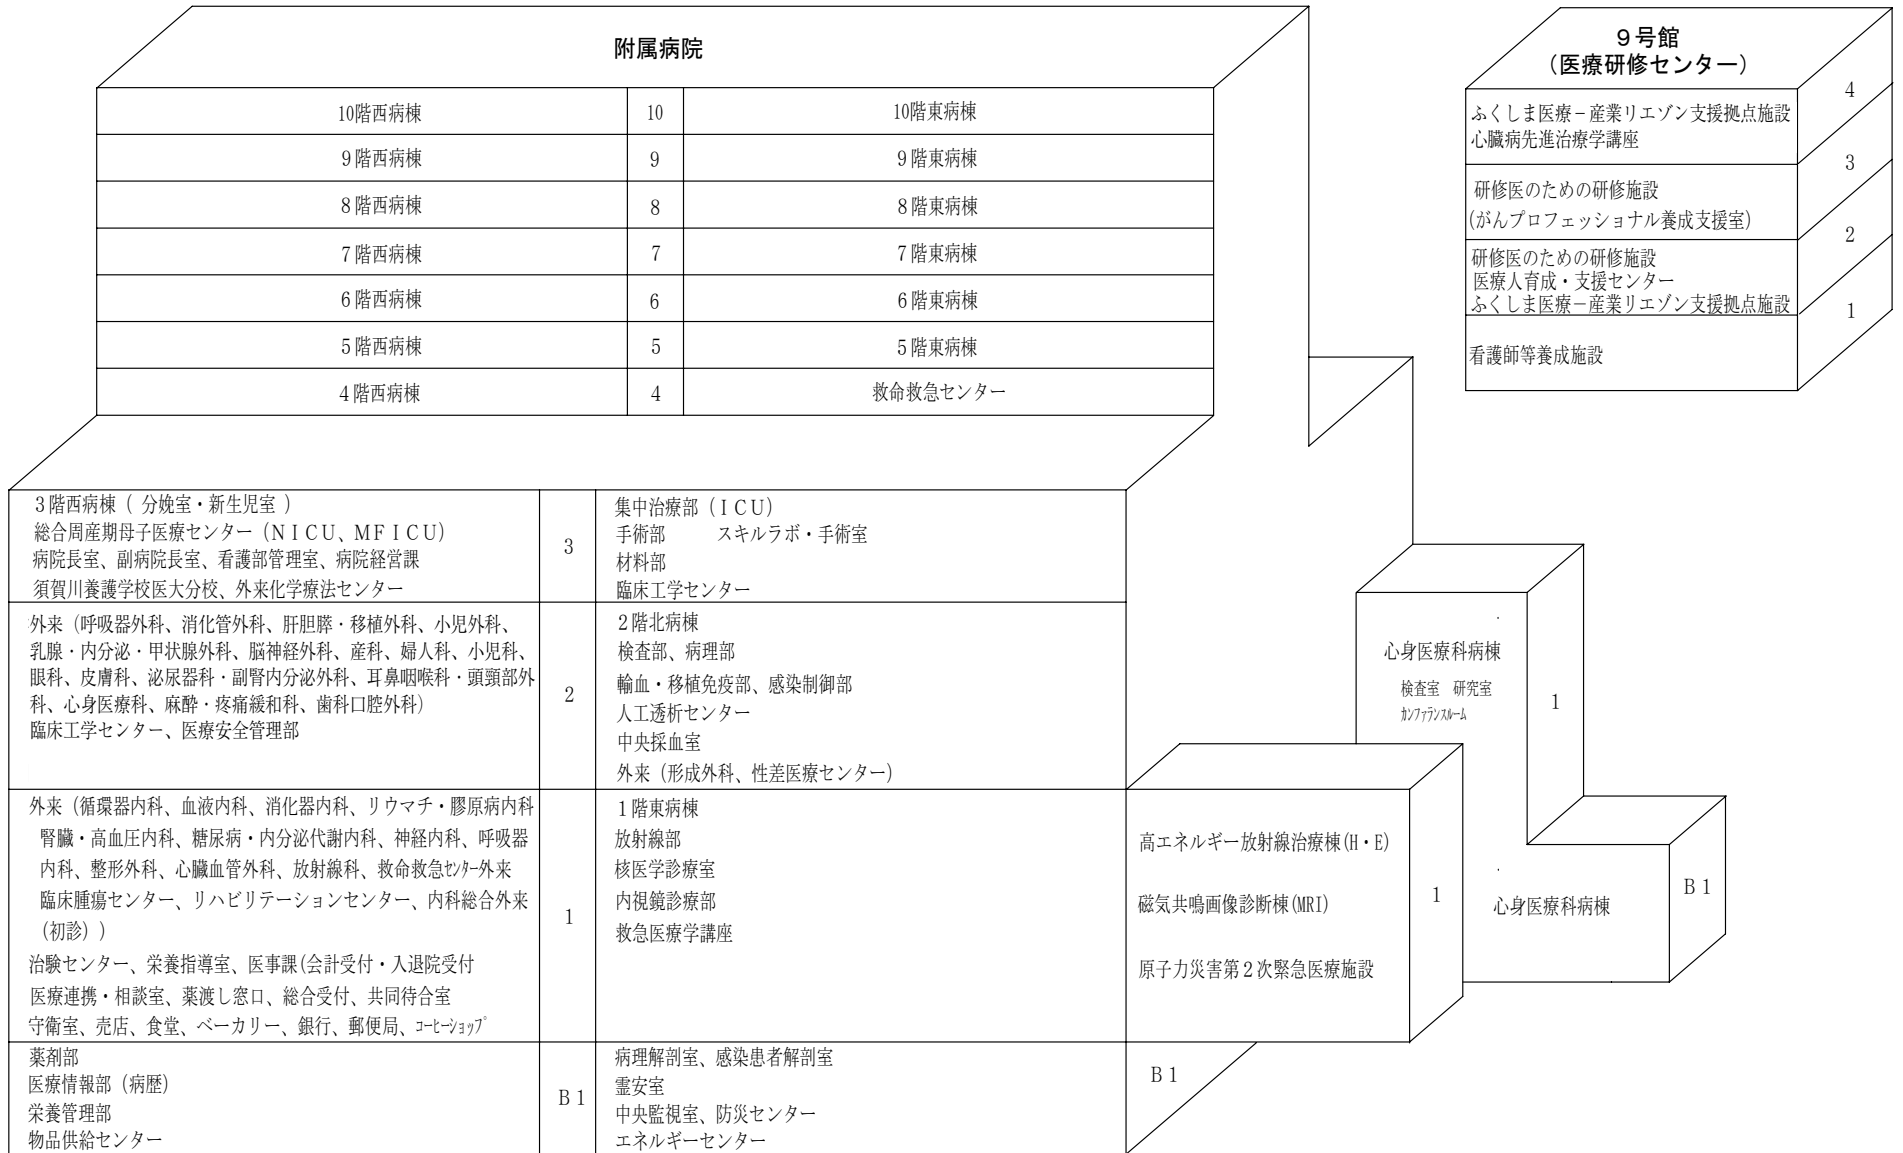 附属病院
10階西病棟 10 10階東病棟
9階西病棟 9 9階東病棟
8階西病棟 8 8階東病棟
7階西病棟 7 7階東病棟
6階西病棟 6 6階東病棟
5階西病棟 5 5階東病棟
4階西病棟 4 救命救急センター
3階西病棟(分娩室・新生児室)
総合周産期母子医療センター(NICU、MFICU)
病院長室、副病院長室、看護部管理室、病院経営課
須賀川養護学校医大分校、外来化学療法センター
3
集中治療部(ICU)
手術部 スキルラボ・手術室
材料部
臨床工学センター
外来(呼吸器外科、消化管外科、肝胆膵・移植外科、小児外科、
乳腺・内分泌・甲状腺外科、脳神経外科、産科、婦人科、小児科、
眼科、皮膚科、泌尿器科・副腎内分泌外科、耳鼻咽喉科・頭頸部外
科、心身医療科、麻酔・疼痛緩和科、歯科口腔外科)
臨床工学センター、医療安全管理部
2
2階北病棟
検査部、病理部
輸血・移植免疫部、感染制御部
人工透析センター
中央採血室
外来(形成外科、性差医療センター)
外来(循環器内科、血液内科、消化器内科、リウマチ・膠原病内科
腎臓・高血圧内科、糖尿病・内分泌代謝内科、神経内科、呼吸器
内科、整形外科、心臓血管外科、放射線科、救命救急ｾﾝﾀｰ外来
臨床腫瘍センター、リハビリテーションセンター、内科総合外来
(初診))
治験センター、栄養指導室、医事課(会計受付・入退院受付
医療連携・相談室、薬渡し窓口、総合受付、共同待合室
守衛室、売店、食堂、ベーカリー、銀行、郵便局、ｺｰﾋｰｼｮｯﾌﾟ
1
1階東病棟
放射線部
核医学診療室
内視鏡診療部
救急医療学講座
薬剤部
医療情報部(病歴)
栄養管理部
物品供給センター
B1
病理解剖室、感染患者解剖室
霊安室
中央監視室、防災センター
エネルギーセンター
B1
高エネルギー放射線治療棟(H・E)
磁気共鳴画像診断棟(MRI)
原子力災害第2次緊急医療施設
1
心身医療科病棟
検査室 研究室
ｶﾝﾌｧﾗﾝｽﾙｰﾑ
1
心身医療科病棟
B1
9号館
(医療研修センター)
ふくしま医療－産業リエゾン支援拠点施設
心臓病先進治療学講座
4
研修医のための研修施設
(がんプロフェッショナル養成支援室)
3
研修医のための研修施設
医療人育成・支援センター
ふくしま医療－産業リエゾン支援拠点施設
2
看護師等養成施設
1